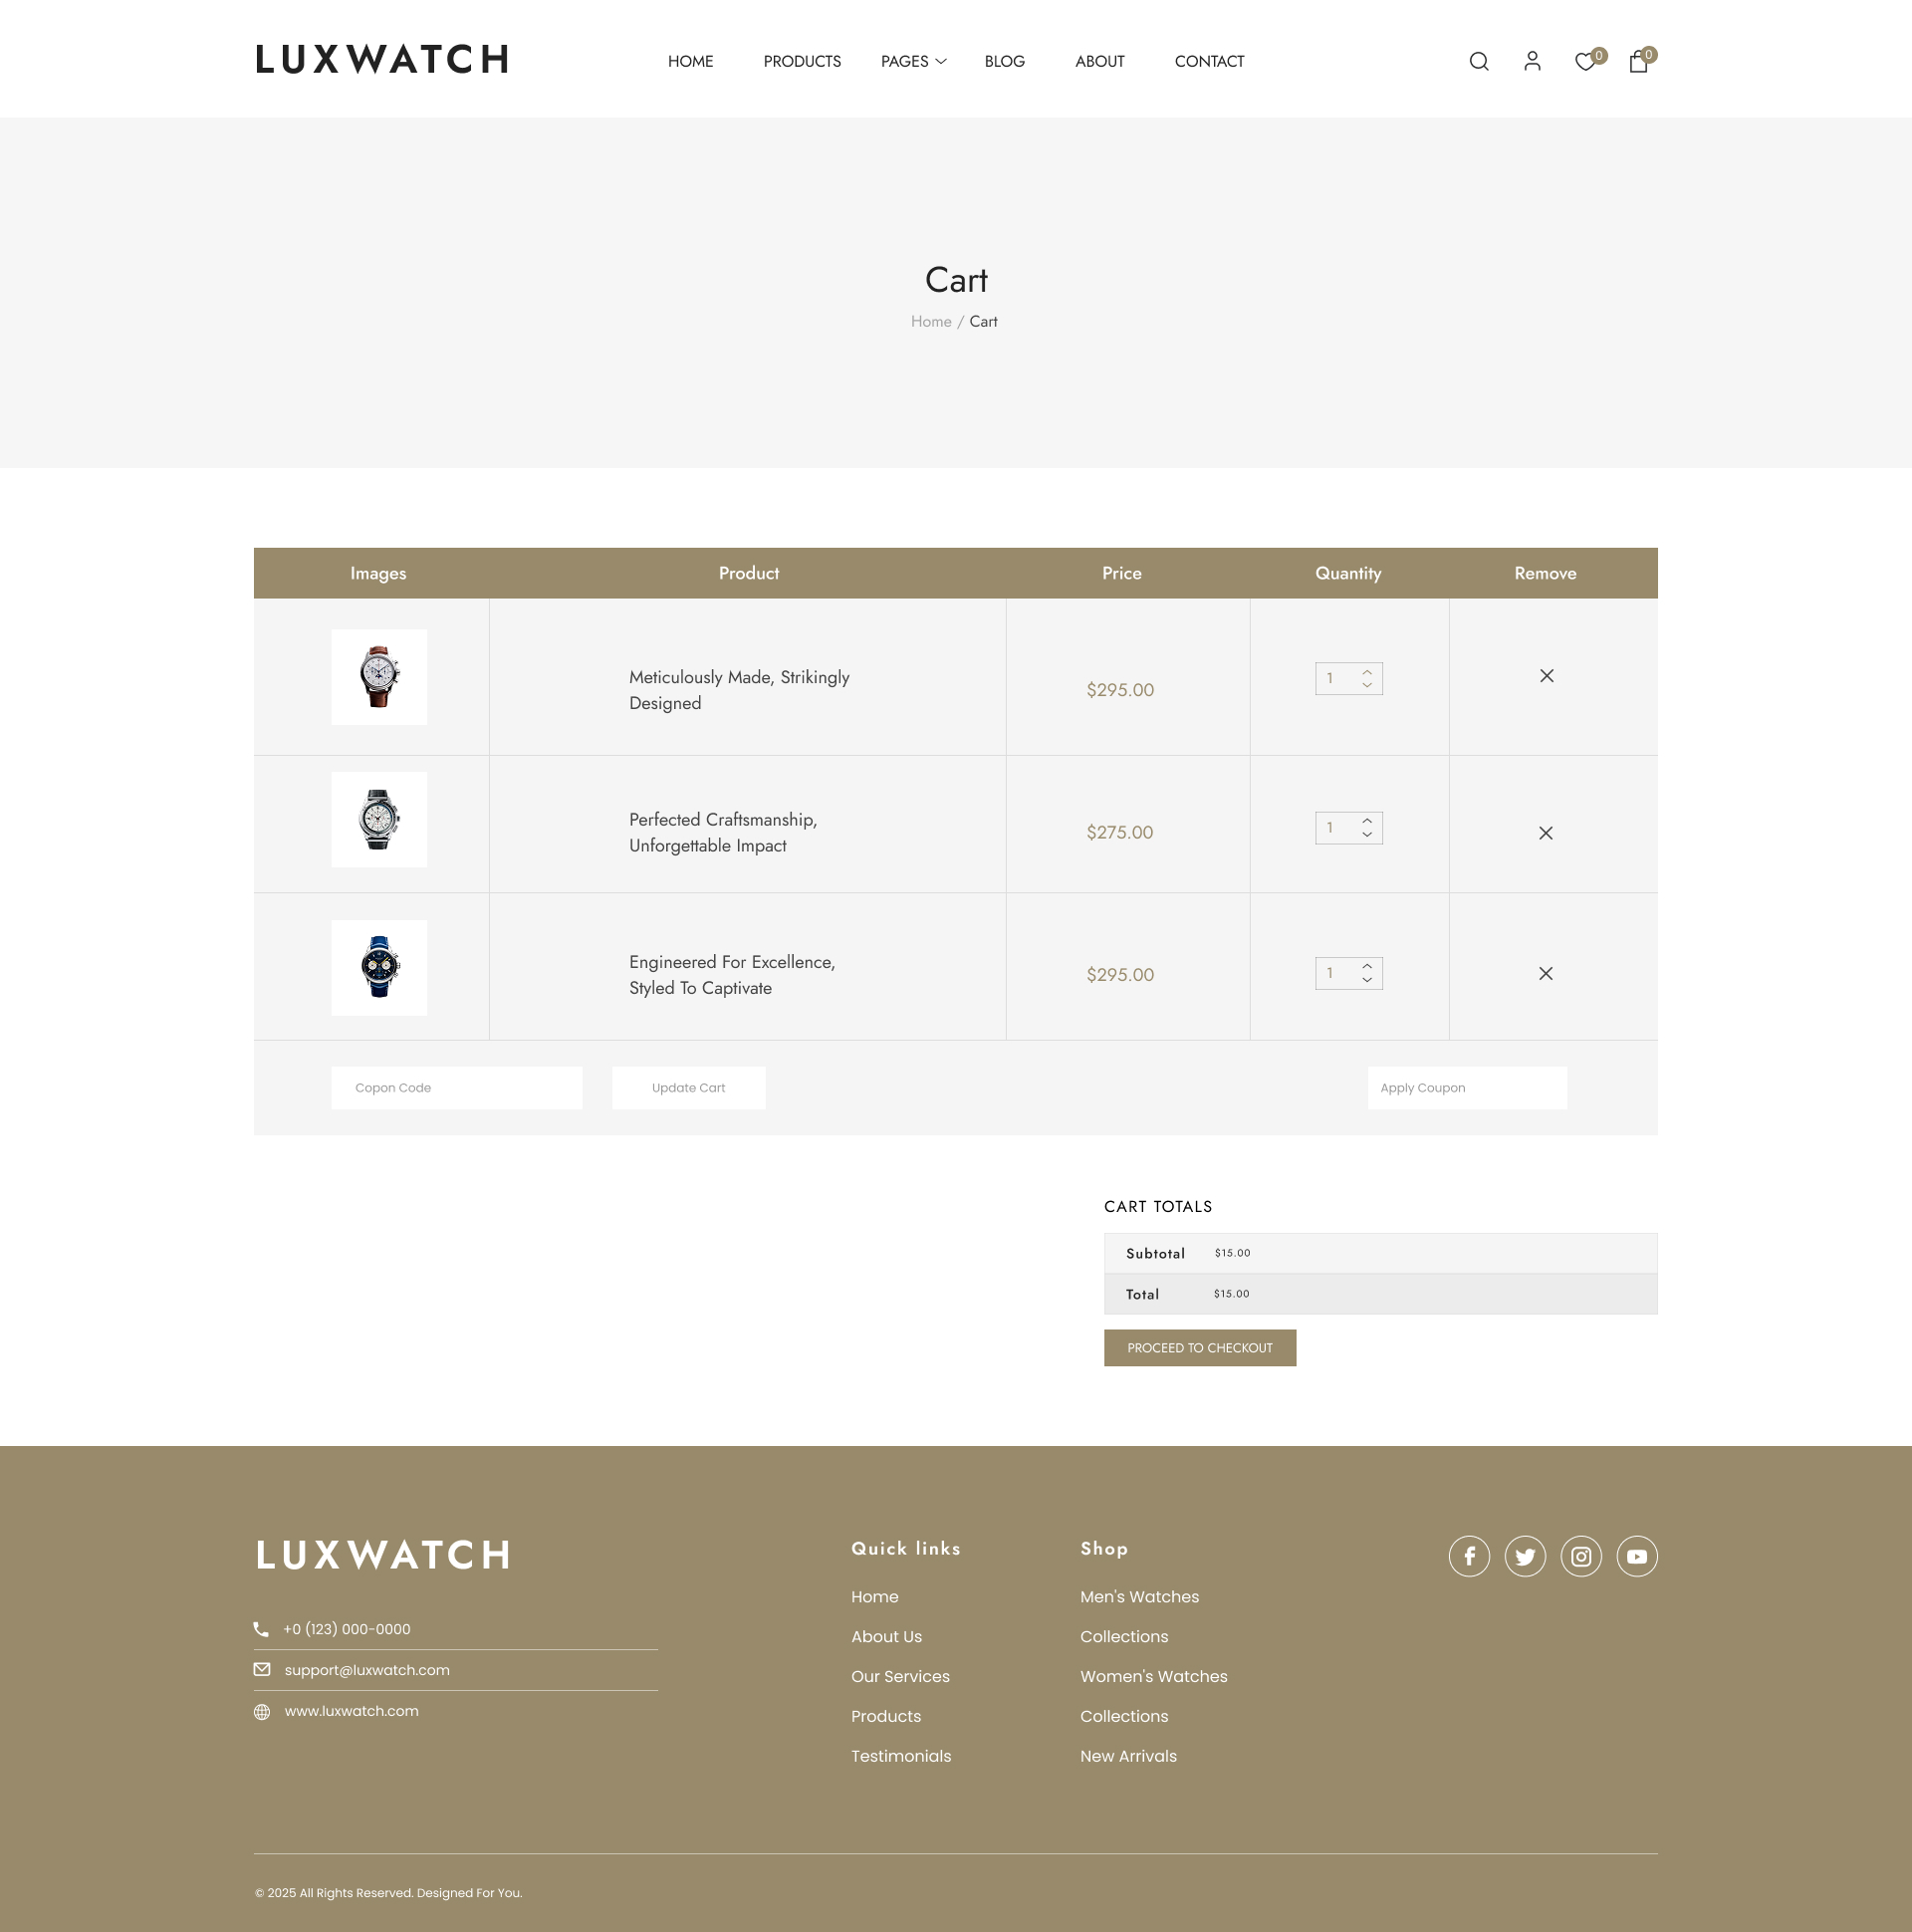 LUXWATCH
HOME PRODUCTS PAGES BLOG ABOUT CONTACT
0 0
Cart
Home / Cart
Images Product Price Quantity Remove
Meticulously Made, Strikingly
Designed
$295.00
1
Perfected Craftsmanship,
Unforgettable Impact
$275.00
1
Engineered For Excellence,
Styled To Captivate
$295.00
1
Copon Code Update Cart Apply Coupon
CART TOTALS
Subtotal $15.00
Total $15.00
PROCEED TO CHECKOUT
LUXWATCH
+0 (123) 000-0000
support@luxwatch.com
www.luxwatch.com
Quick links
Home
About Us
Our Services
Products
Testimonials
Shop
Men's Watches
Collections
Women's Watches
Collections
New Arrivals
© 2025 All Rights Reserved. Designed For You.